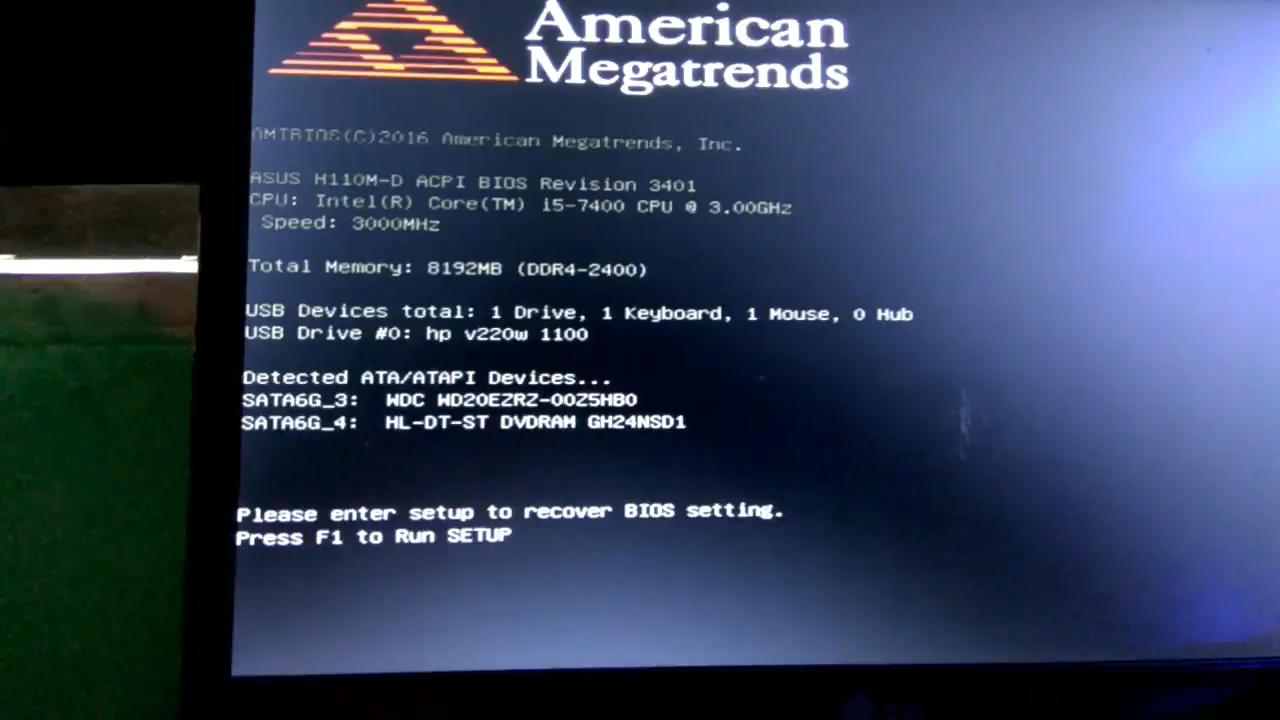 American
Megatrends
AMIBIOS(C)2016 American Megatrends, Inc.
ASUS H110M-D ACPI BIOS Revision 3401
CPU: Intel(R) Core(TM) i5-7400 CPU @ 3.00GHz
Speed: 3000MHz
Total Memory: 8192MB (DDR4-2400)
USB Devices total: 1 Drive, 1 Keyboard, 1 Mouse, 0 Hub
USB Drive #0: hp v220w 1100
Detected ATA/ATAPI Devices...
SATA6G_3: WDC WD20EZRZ-00Z5HB0
SATA6G_4: HL-DT-ST DVDRAM GH24NSD1
Please enter setup to recover BIOS setting.
Press F1 to Run SETUP